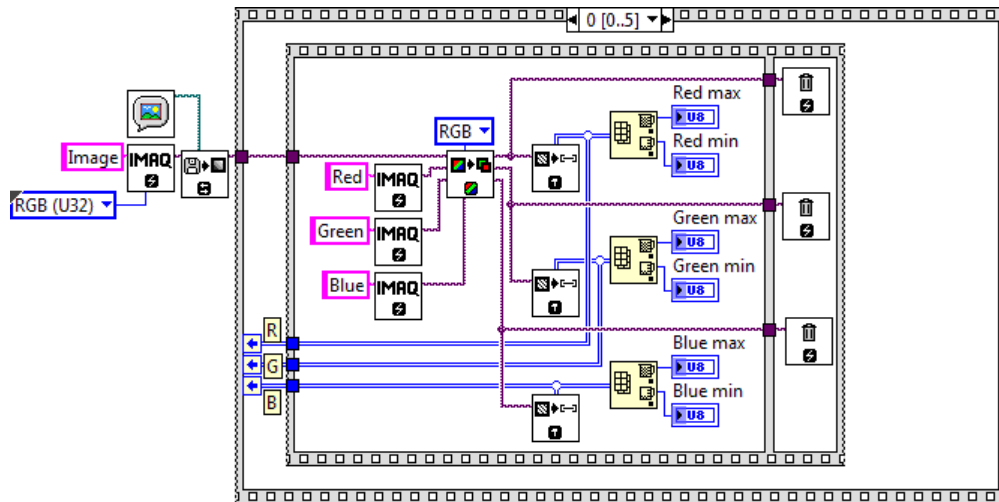 0 [0..5]
Image
IMAQ
RGB (U32)
RGB
Red
IMAQ
Green
IMAQ
Blue
IMAQ
Red max
U8
Red min
U8
Green max
U8
Green min
U8
R
G
B
Blue max
U8
Blue min
U8